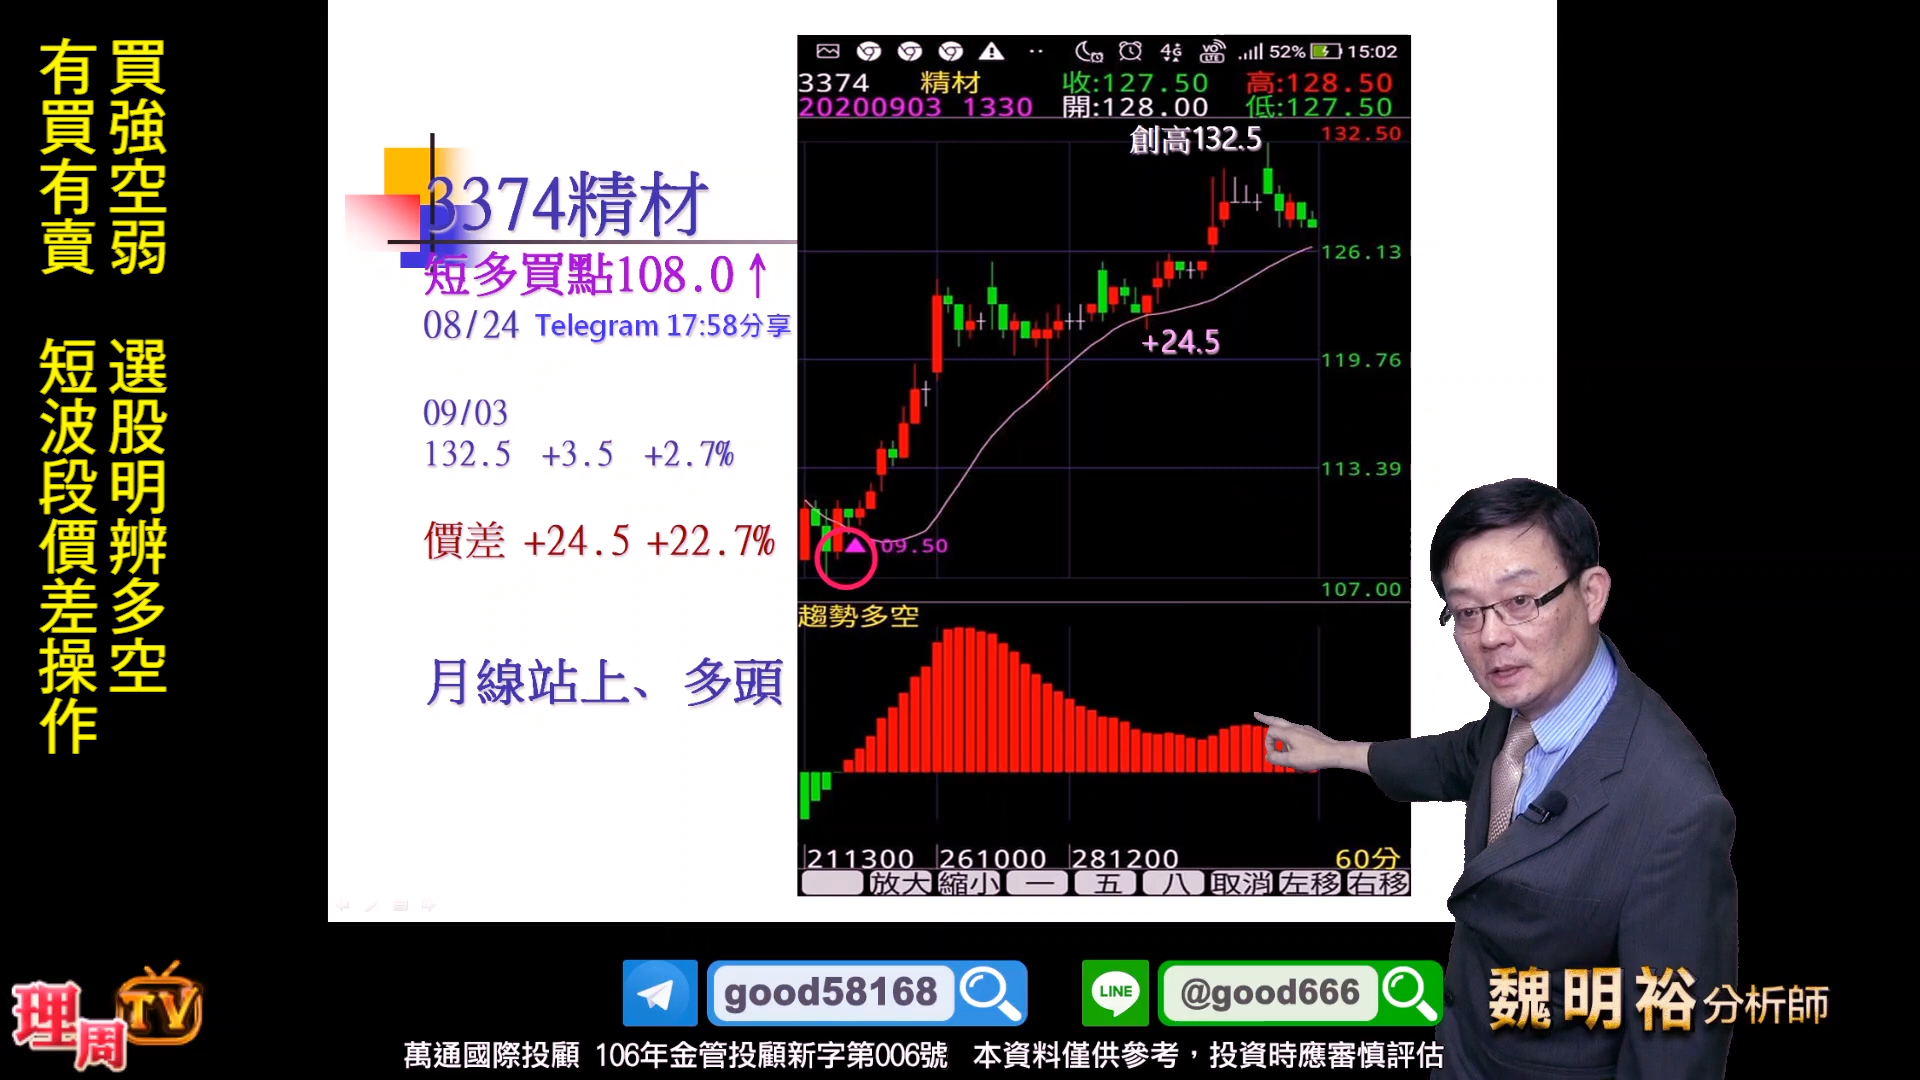 買強空弱　選股明辨多空
有買有賣　短波段價差操作
3374精材
短多買點108.0↑
08/24 Telegram 17:58分享
09/03
132.5 +3.5 +2.7%
價差 +24.5 +22.7%
月線站上、多頭
4G VO LTE 52% 15:02
3374 精材 收:127.50 高:128.50
20200903 1330 開:128.00 低:127.50
創高132.5
132.50
126.13
+24.5
119.76
113.39
09.50
107.00
趨勢多空
211300 261000 281200 60分
放大 縮小 一 五 八 取消 左移 右移
理周TV
good58168
LINE @good666
魏明裕分析師
萬通國際投顧 106年金管投顧新字第006號 本資料僅供參考，投資時應審慎評估